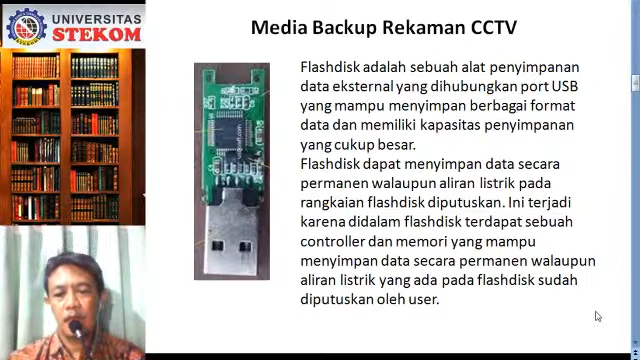 UNIVERSITAS
STEKOM
Media Backup Rekaman CCTV
Flashdisk adalah sebuah alat penyimpanan
data eksternal yang dihubungkan port USB
yang mampu menyimpan berbagai format
data dan memiliki kapasitas penyimpanan
yang cukup besar.
Flashdisk dapat menyimpan data secara
permanen walaupun aliran listrik pada
rangkaian flashdisk diputuskan. Ini terjadi
karena didalam flashdisk terdapat sebuah
controller dan memori yang mampu
menyimpan data secara permanen walaupun
aliran listrik yang ada pada flashdisk sudah
diputuskan oleh user.